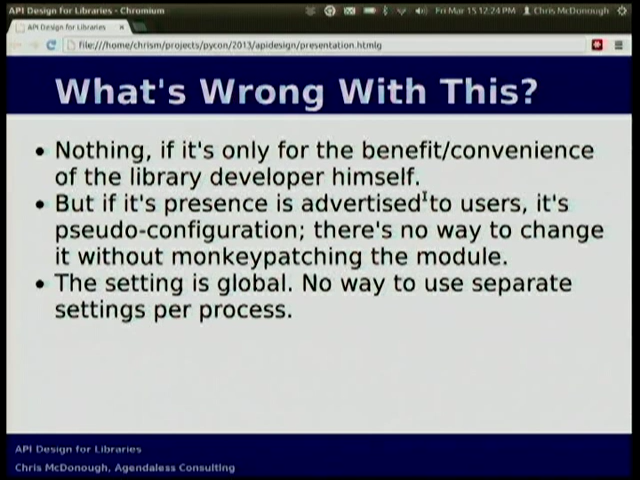 API Design for Libraries - Chromium
Fri Mar 15 12:24 PM
Chris McDonough
API Design for Libraries
file:///home/chrism/projects/pycon/2013/apidesign/presentation.html
What's Wrong With This?
• Nothing, if it's only for the benefit/convenience
of the library developer himself.
• But if it's presence is advertised to users, it's
pseudo-configuration; there's no way to change
it without monkeypatching the module.
• The setting is global. No way to use separate
settings per process.
API Design for Libraries
Chris McDonough, Agendaless Consulting